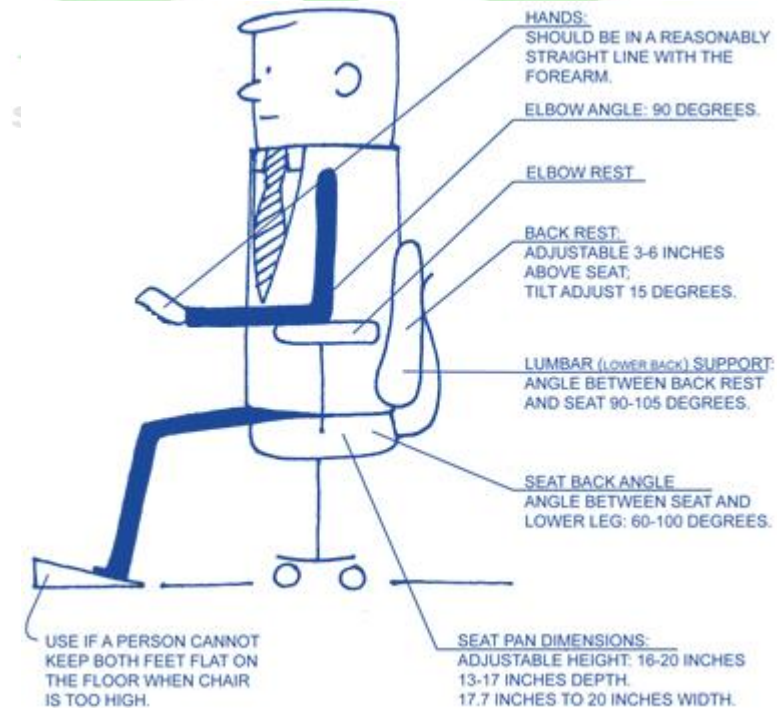 HANDS:
SHOULD BE IN A REASONABLY
STRAIGHT LINE WITH THE
FOREARM.
ELBOW ANGLE: 90 DEGREES.
ELBOW REST
BACK REST:
ADJUSTABLE 3-6 INCHES
ABOVE SEAT;
TILT ADJUST 15 DEGREES.
LUMBAR (LOWER BACK) SUPPORT:
ANGLE BETWEEN BACK REST
AND SEAT 90-105 DEGREES.
SEAT BACK ANGLE
ANGLE BETWEEN SEAT AND
LOWER LEG: 60-100 DEGREES.
USE IF A PERSON CANNOT
KEEP BOTH FEET FLAT ON
THE FLOOR WHEN CHAIR
IS TOO HIGH.
SEAT PAN DIMENSIONS:
ADJUSTABLE HEIGHT: 16-20 INCHES
13-17 INCHES DEPTH.
17.7 INCHES TO 20 INCHES WIDTH.